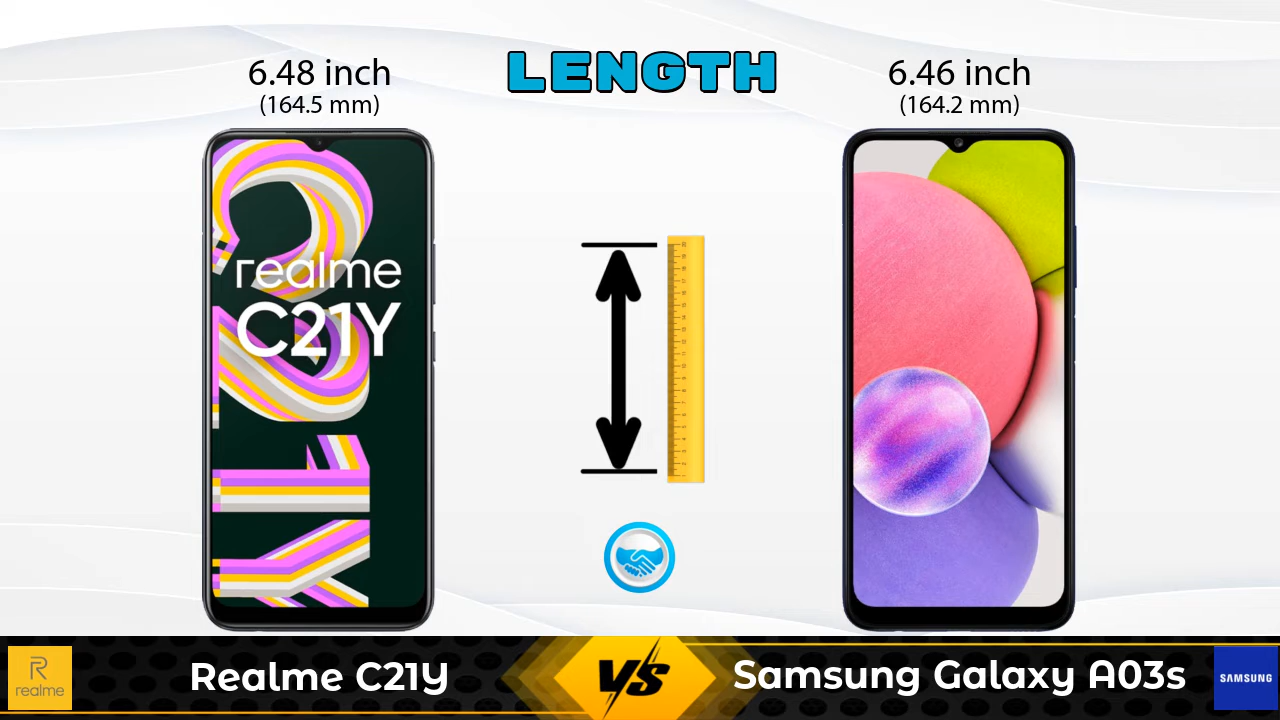 LENGTH
6.48 inch
(164.5 mm)
6.46 inch
(164.2 mm)
realme
C21Y
realme
Realme C21Y
VS
Samsung Galaxy A03s
SAMSUNG